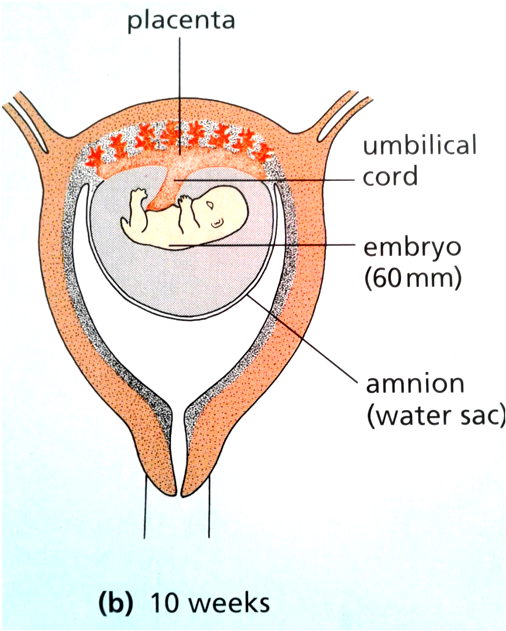 placenta
umbilical
cord
embryo
(60 mm)
amnion
(water sac)
(b) 10 weeks